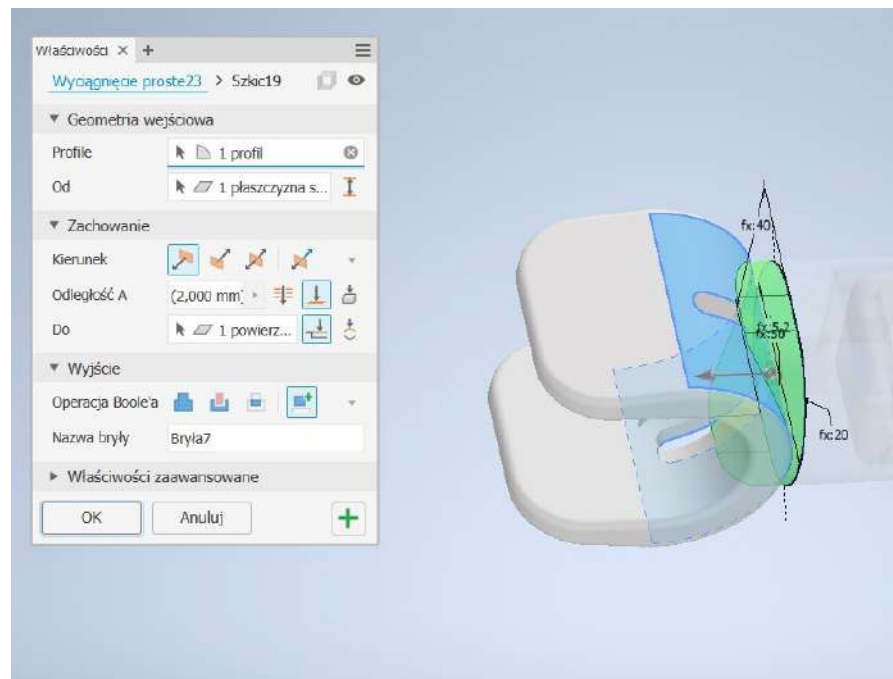 Właściwości × +
Wyciągnięcie proste23 > Szkic19
Geometria wejściowa
Profile 1 profil
Od 1 płaszczyzna s...
Zachowanie
Kierunek
Odległość A (2,000 mm)
Do 1 powierz...
Wyjście
Operacja Boole'a
Nazwa bryły Bryła7
Właściwości zaawansowane
OK Anuluj +
fx:40
fx:50
fx:20